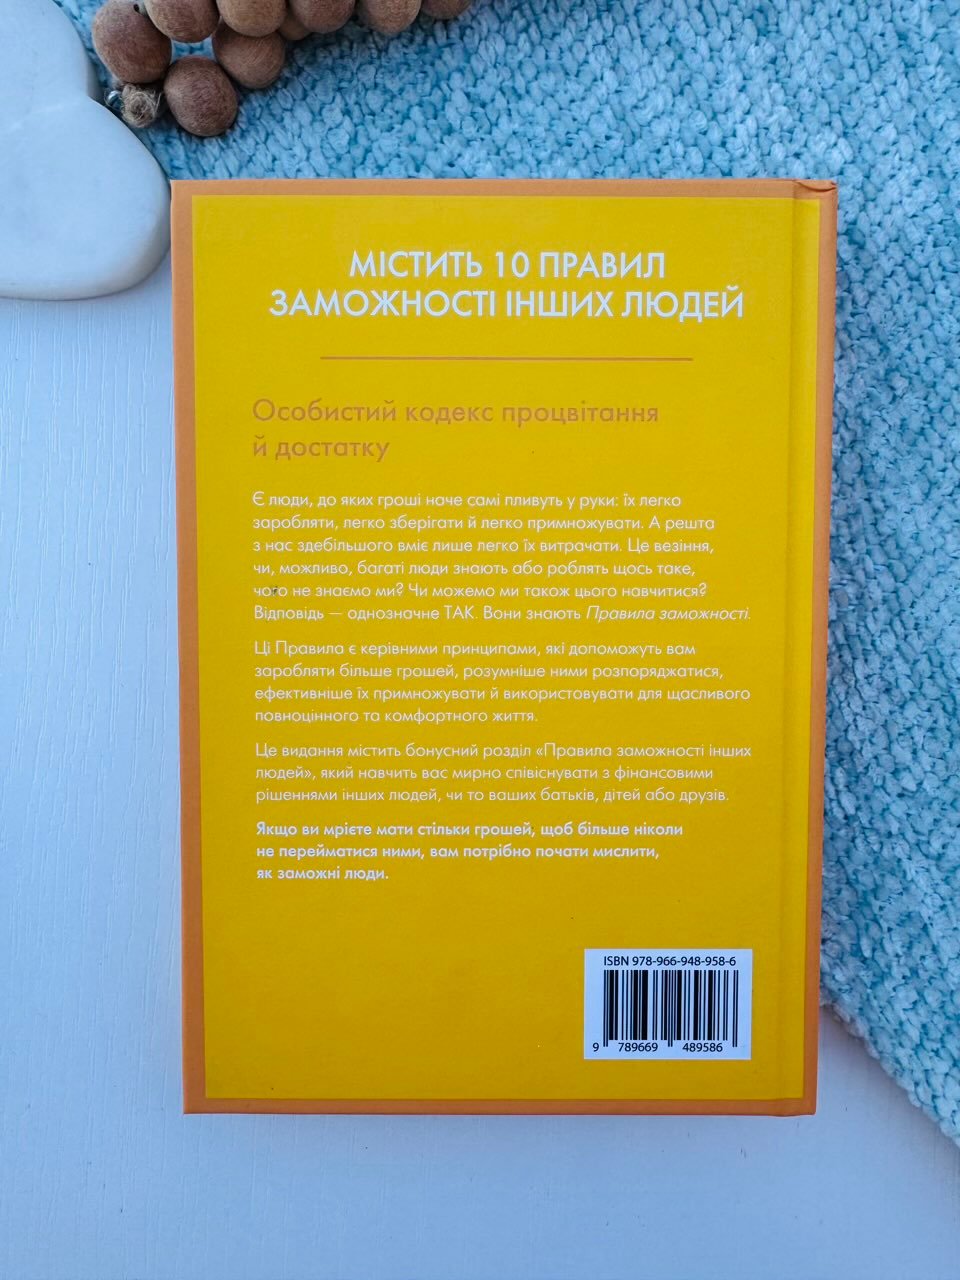 МІСТИТЬ 10 ПРАВИЛ
ЗАМОЖНОСТІ ІНШИХ ЛЮДЕЙ
Особистий кодекс процвітання
й достатку
Є люди, до яких гроші наче самі пливуть у руки: їх легко
заробляти, легко зберігати й легко примножувати. А решта
з нас здебільшого вміє лише легко їх витрачати. Це везіння,
чи, можливо, багаті люди знають або роблять щось таке,
чого не знаємо ми? Чи можемо ми також цього навчитися?
Відповідь — однозначне ТАК. Вони знають Правила заможності.
Ці Правила є керівними принципами, які допоможуть вам
заробляти більше грошей, розумніше ними розпоряджатися,
ефективніше їх примножувати й використовувати для щасливого
повноцінного та комфортного життя.
Це видання містить бонусний розділ «Правила заможності інших
людей», який навчить вас мирно співіснувати з фінансовими
рішеннями інших людей, чи то ваших батьків, дітей або друзів.
Якщо ви мрієте мати стільки грошей, щоб більше ніколи
не перейматися ними, вам потрібно почати мислити,
як заможні люди.
ISBN 978-966-948-958-6
9 789669 489586